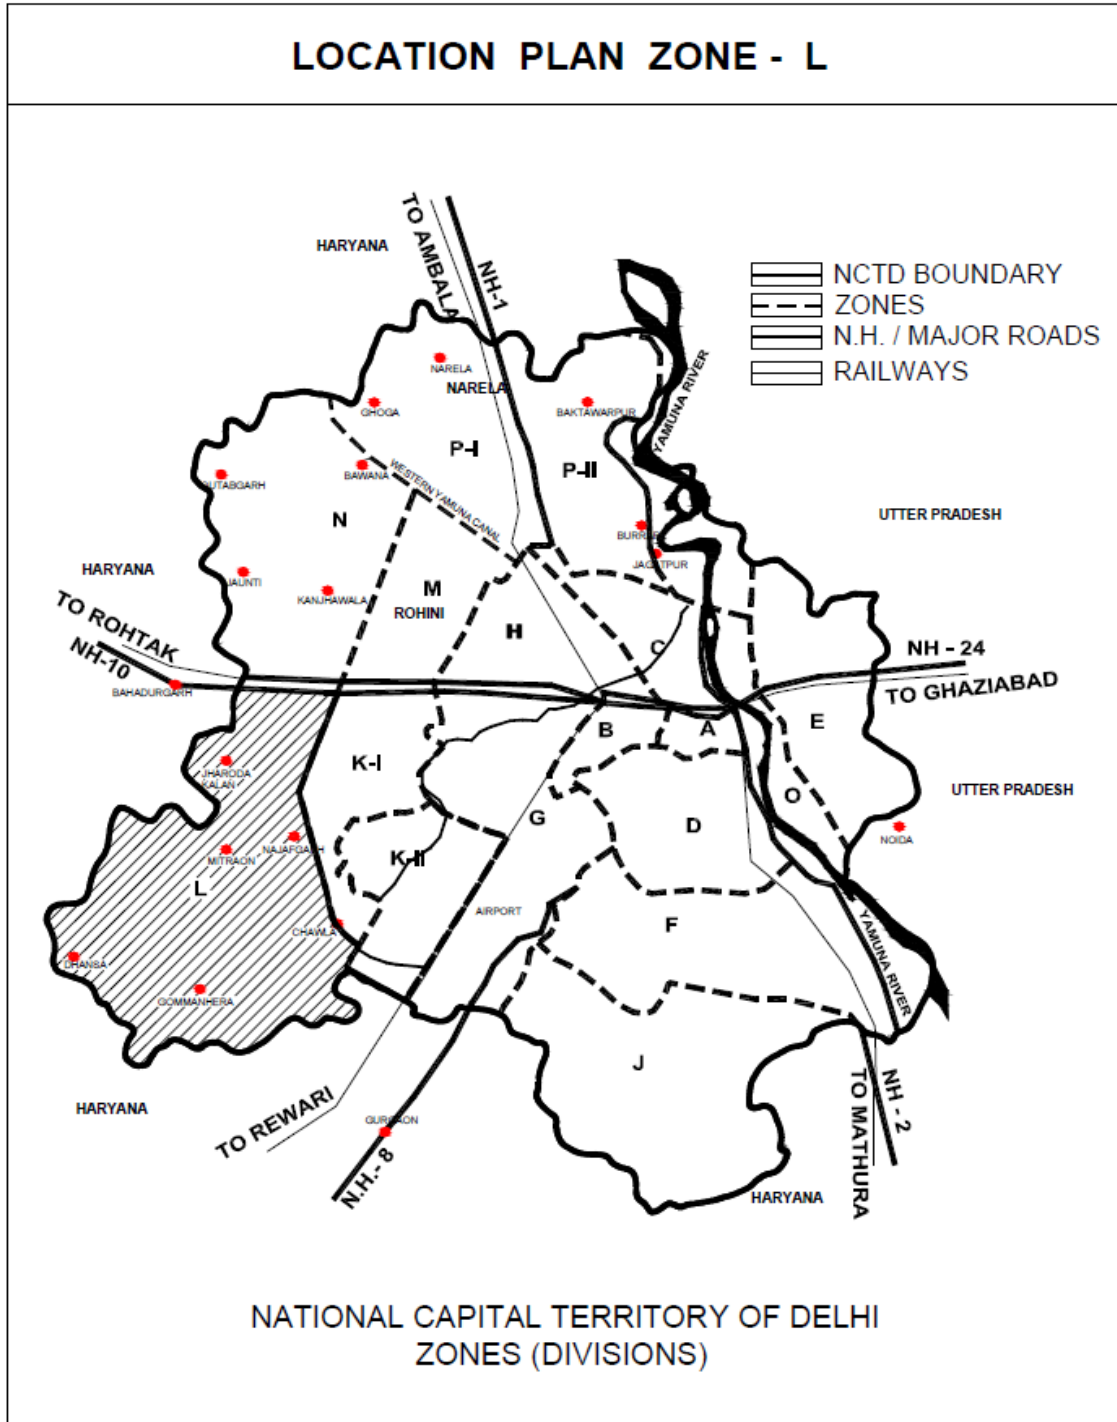 LOCATION PLAN ZONE - L
TO AMBALA
NH-1
HARYANA
NCTD BOUNDARY
ZONES
N.H. / MAJOR ROADS
RAILWAYS
YAMUNA RIVER
NARELA
NARELA
GHOGA
BAKTAWARPUR
P-I
P-II
BAWANA
WESTERN YAMUNA CANAL
N
UTTER PRADESH
JAGATPUR
HARYANA
JAUNTI
KANJHAWALA
M
ROHINI
H
C
TO ROHTAK
NH-10
BAHADURGARH
NH - 24
TO GHAZIABAD
B
A
E
K-I
JHARODA
KALAN
UTTER PRADESH
O
G
D
NOIDA
NAJAFGARH
MITRAON
K-II
L
AIRPORT
F
CHAWLA
YAMUNA RIVER
DHANSA
GOMMANHERA
J
HARYANA
TO REWARI
GURGAON
N.H.- 8
NH - 2
TO MATHURA
HARYANA
NATIONAL CAPITAL TERRITORY OF DELHI
ZONES (DIVISIONS)